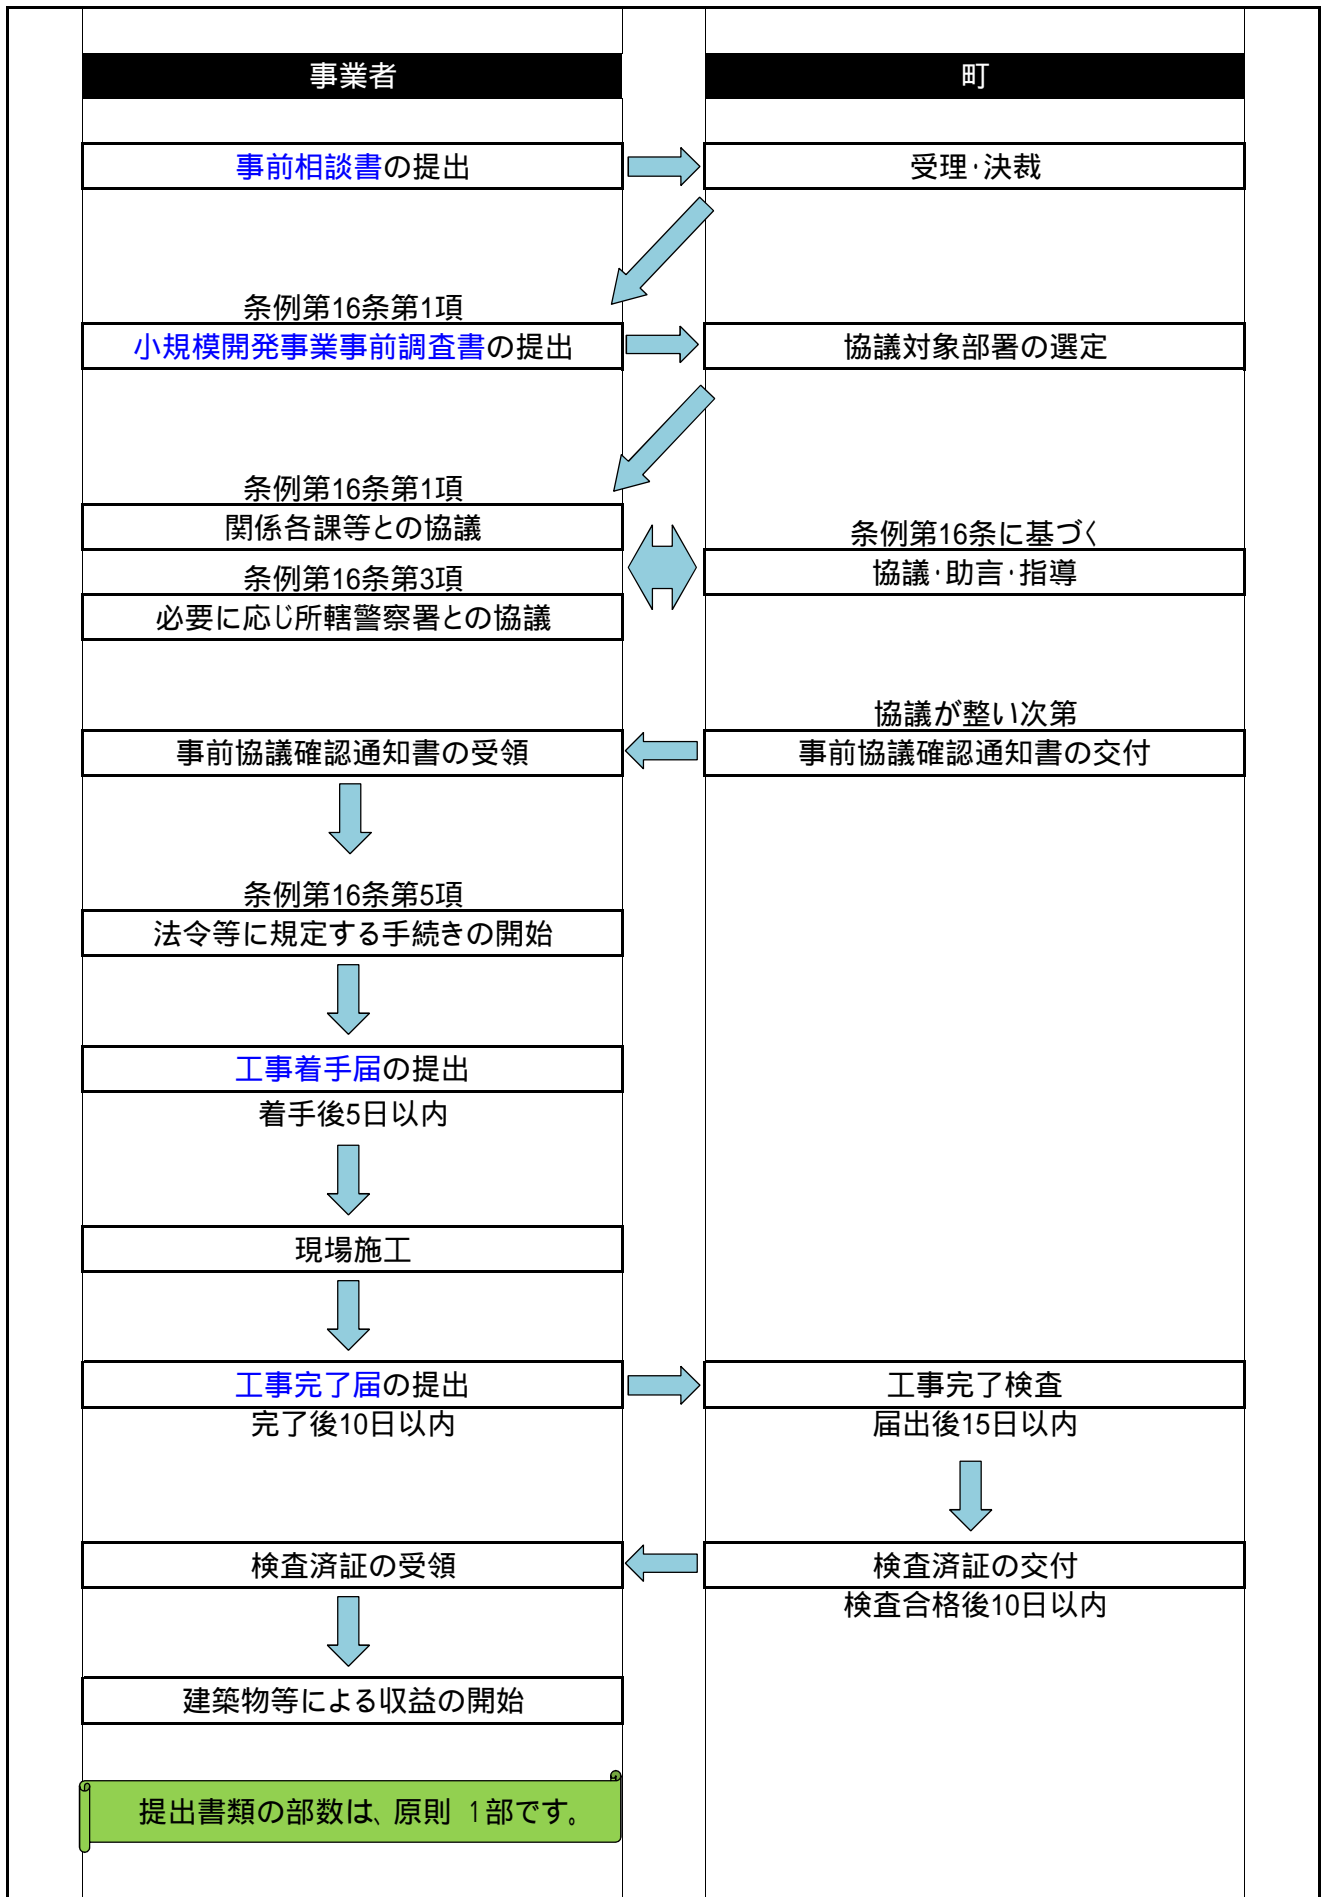 事業者
町
事前相談書の提出
受理・決裁
条例第16条第1項
小規模開発事業事前調査書の提出
協議対象部署の選定
条例第16条第1項
関係各課等との協議
条例第16条に基づく
条例第16条第3項
協議・助言・指導
必要に応じ所轄警察署との協議
協議が整い次第
事前協議確認通知書の受領
事前協議確認通知書の交付
条例第16条第5項
法令等に規定する手続きの開始
工事着手届の提出
着手後5日以内
現場施工
工事完了届の提出
工事完了検査
完了後10日以内
届出後15日以内
検査済証の受領
検査済証の交付
検査合格後10日以内
建築物等による収益の開始
提出書類の部数は、原則 1部です。